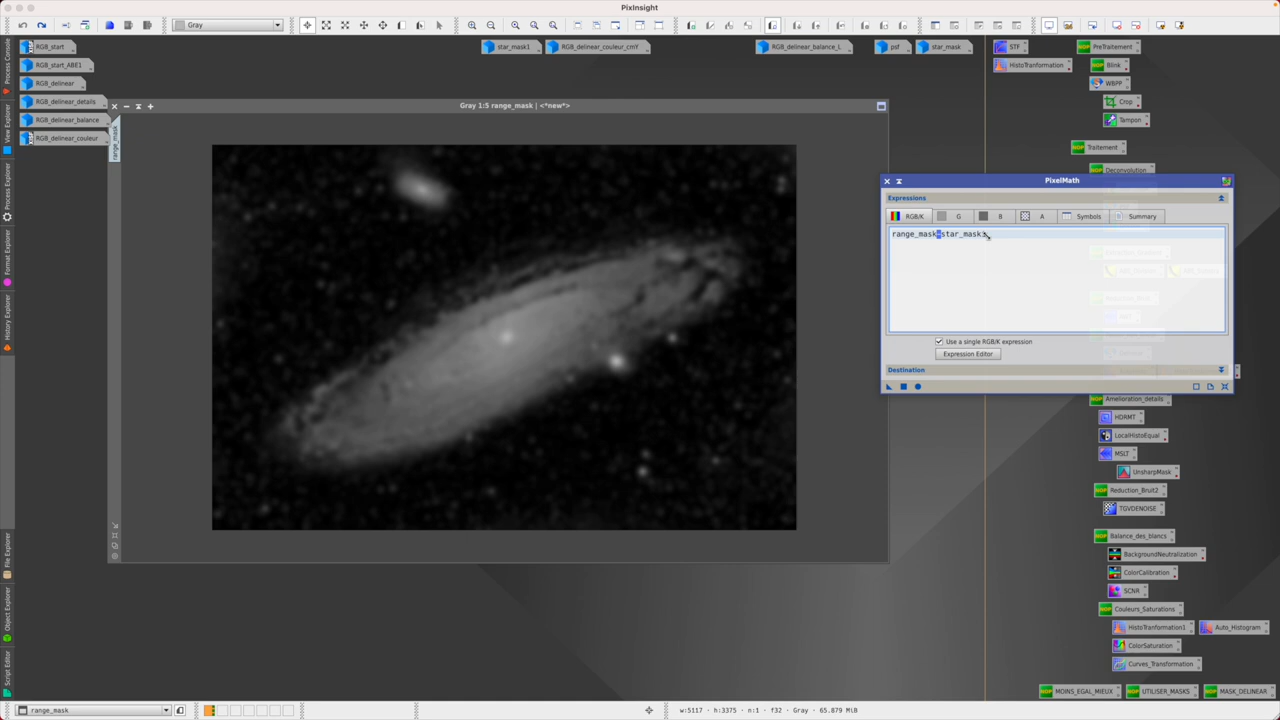 PixInsight
Gray
RGB_start
RGB_start_ABE1
RGB_delinear
RGB_delinear_details
RGB_delinear_balance
RGB_delinear_couleur
star_mask1
RGB_delinear_couleur_cmY
RGB_delinear_balance_L
psf
star_mask
STF
HistoTranformation
PreTraitement
Blink
WBPP
Crop
Tampon
Traitement
Deconvolution
Process Console
View Explorer
Process Explorer
Format Explorer
History Explorer
File Explorer
Object Explorer
Script Editor
Gray 1:5 range_mask | <*new*>
range_mask
PixelMath
Expressions
RGB/K
G
B
A
Symbols
Summary
Use a single RGB/K expression
Expression Editor
Destination
Amelioration_details
HDRMT
LocalHistoEqual
MSLT
UnsharpMask
Reduction_Bruit2
TGVDENOISE
Balance_des_blancs
BackgroundNeutralization
ColorCalibration
SCNR
Couleurs_Saturations
HistoTranformation1
Auto_Histogram
ColorSaturation
Curves_Transformation
MOINS_EGAL_MIEUX
UTILISER_MASKS
MASK_DELINEAR
range_mask
w:5117 · h:3375 · n:1 · f32 · Gray · 65.879 MiB